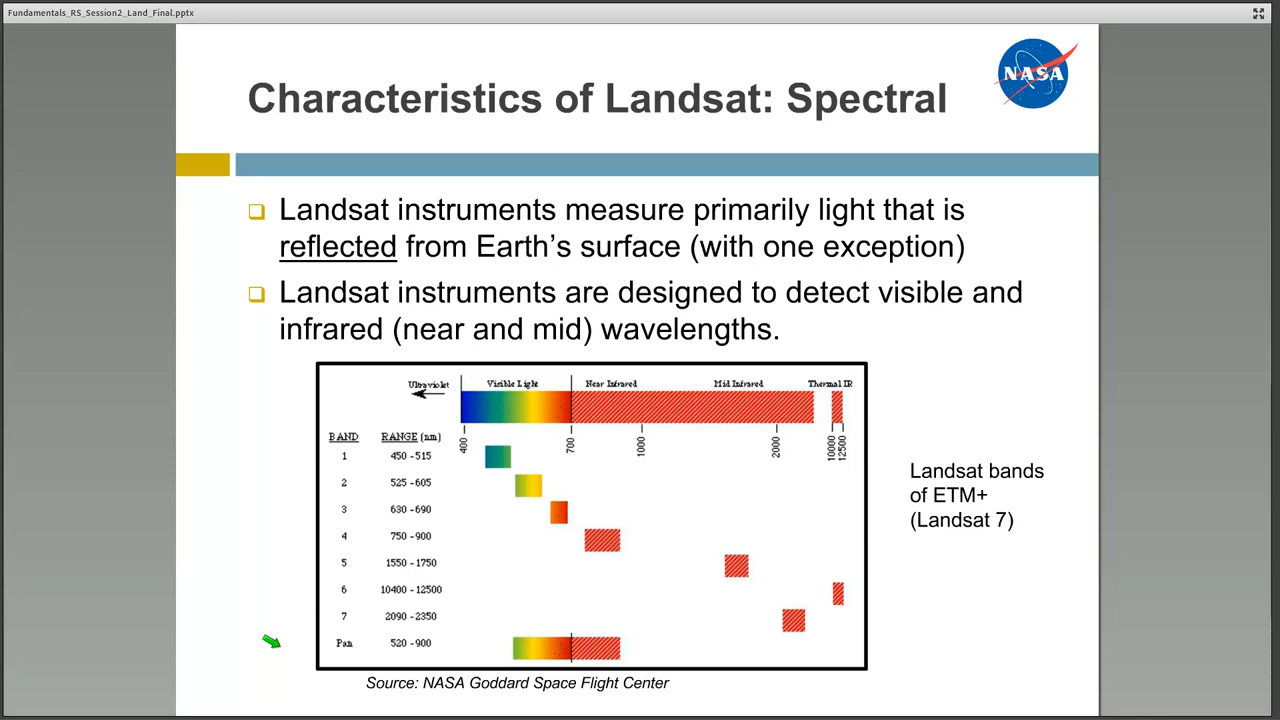 Fundamentals_RS_Session2_Land_Final.pptx
NASA
Characteristics of Landsat: Spectral
Landsat instruments measure primarily light that is
reflected from Earth's surface (with one exception)
Landsat instruments are designed to detect visible and
infrared (near and mid) wavelengths.
Ultraviolet Visible Light Near Infrared Mid Infrared Thermal IR
400 700 1000 2000 10000 12500
BAND RANGE (nm)
1 450 - 515
2 525 - 605
3 630 - 690
4 750 - 900
5 1550 - 1750
6 10400 - 12500
7 2090 - 2350
Pan 520 - 900
Landsat bands
of ETM+
(Landsat 7)
Source: NASA Goddard Space Flight Center